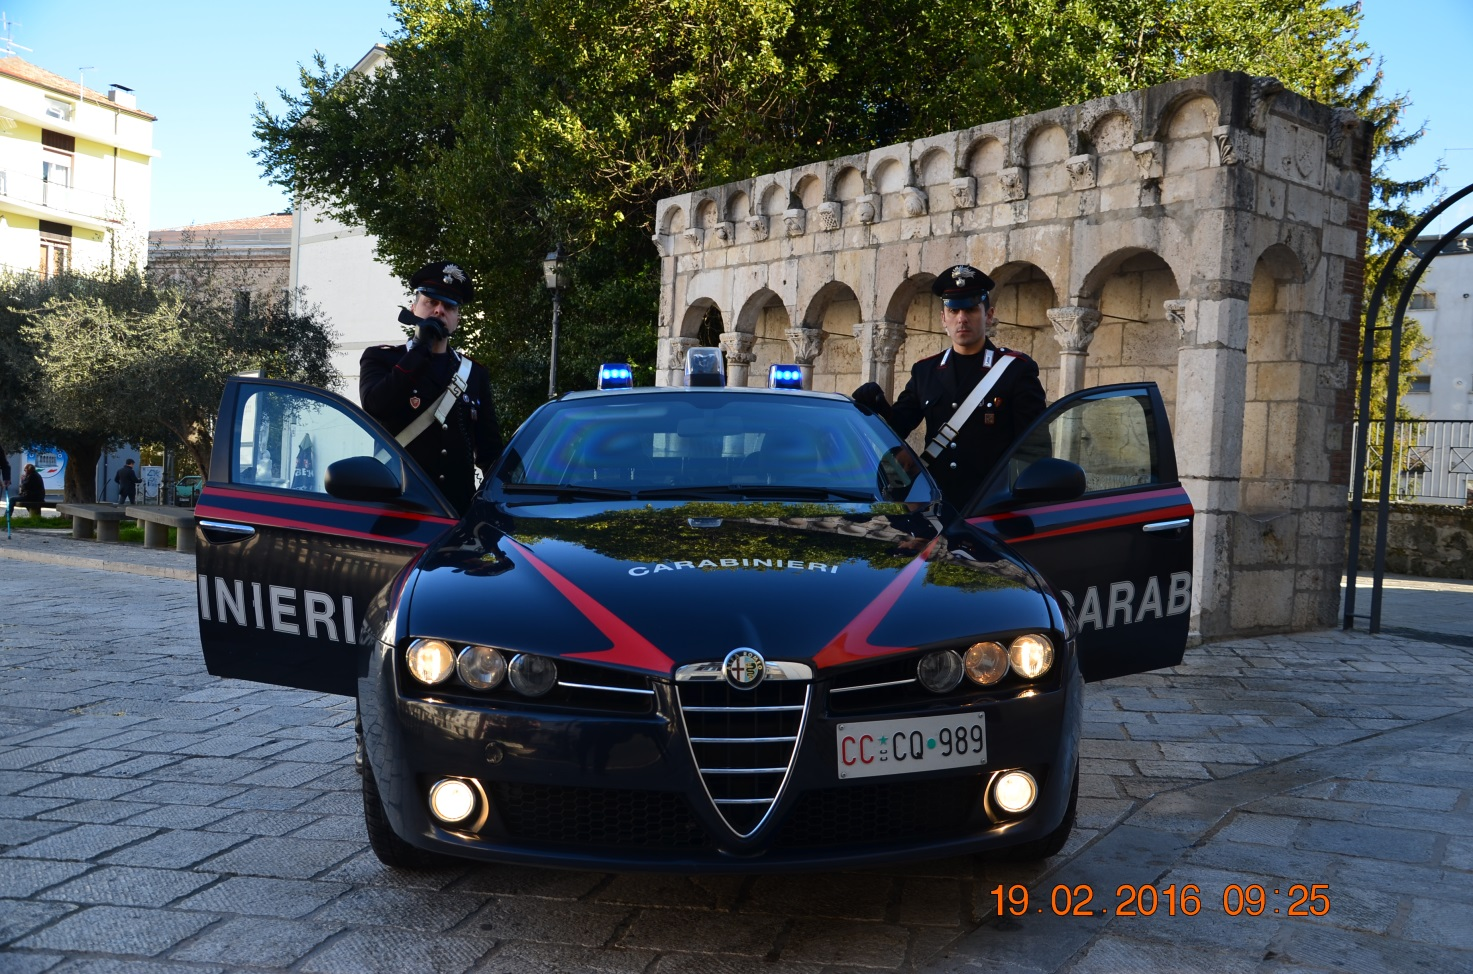 CARABINIERI
INIERI
CARAB
CC CQ 989
19.02.2016 09:25